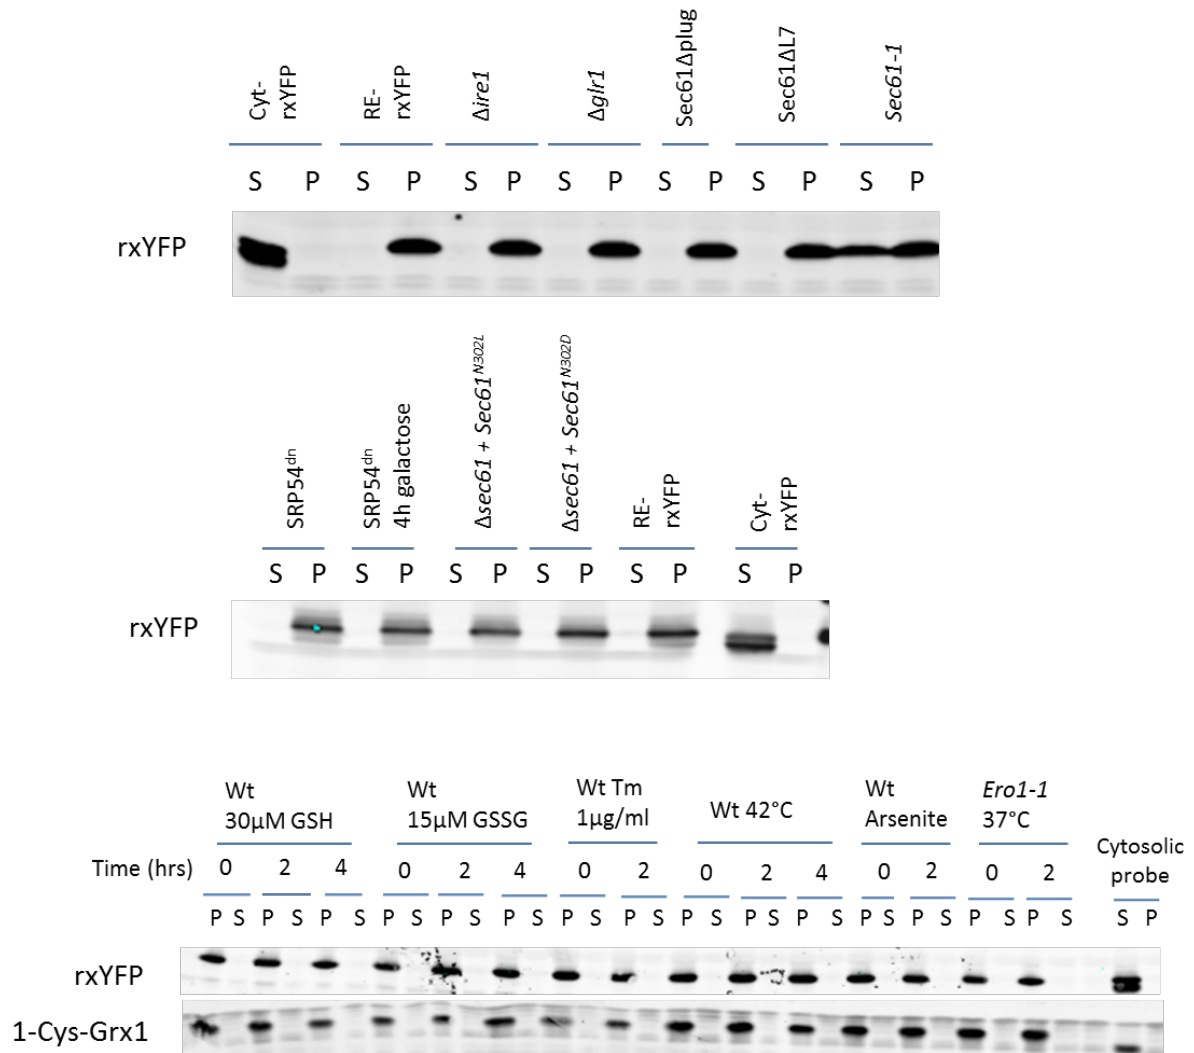 Cyt-
rxYFP
RE-
rxYFP
Δire1
Δglr1
Sec61Δplug
Sec61ΔL7
Sec61-1
S P S P S P S P S P S P S P
rxYFP
SRP54dn
SRP54dn
4h galactose
Δsec61 + Sec61N302L
Δsec61 + Sec61N302D
RE-
rxYFP
Cyt-
rxYFP
S P S P S P S P S P S P
rxYFP
Wt
30µM GSH
Wt
15µM GSSG
Wt Tm
1µg/ml
Wt 42°C
Wt
Arsenite
Ero1-1
37°C
Cytosolic
probe
Time (hrs) 0 2 4 0 2 4 0 2 0 2 4 0 2 0 2
P S P S P S P S P S P S P S P S P S P S P S P S P S P S P S S P
rxYFP
1-Cys-Grx1